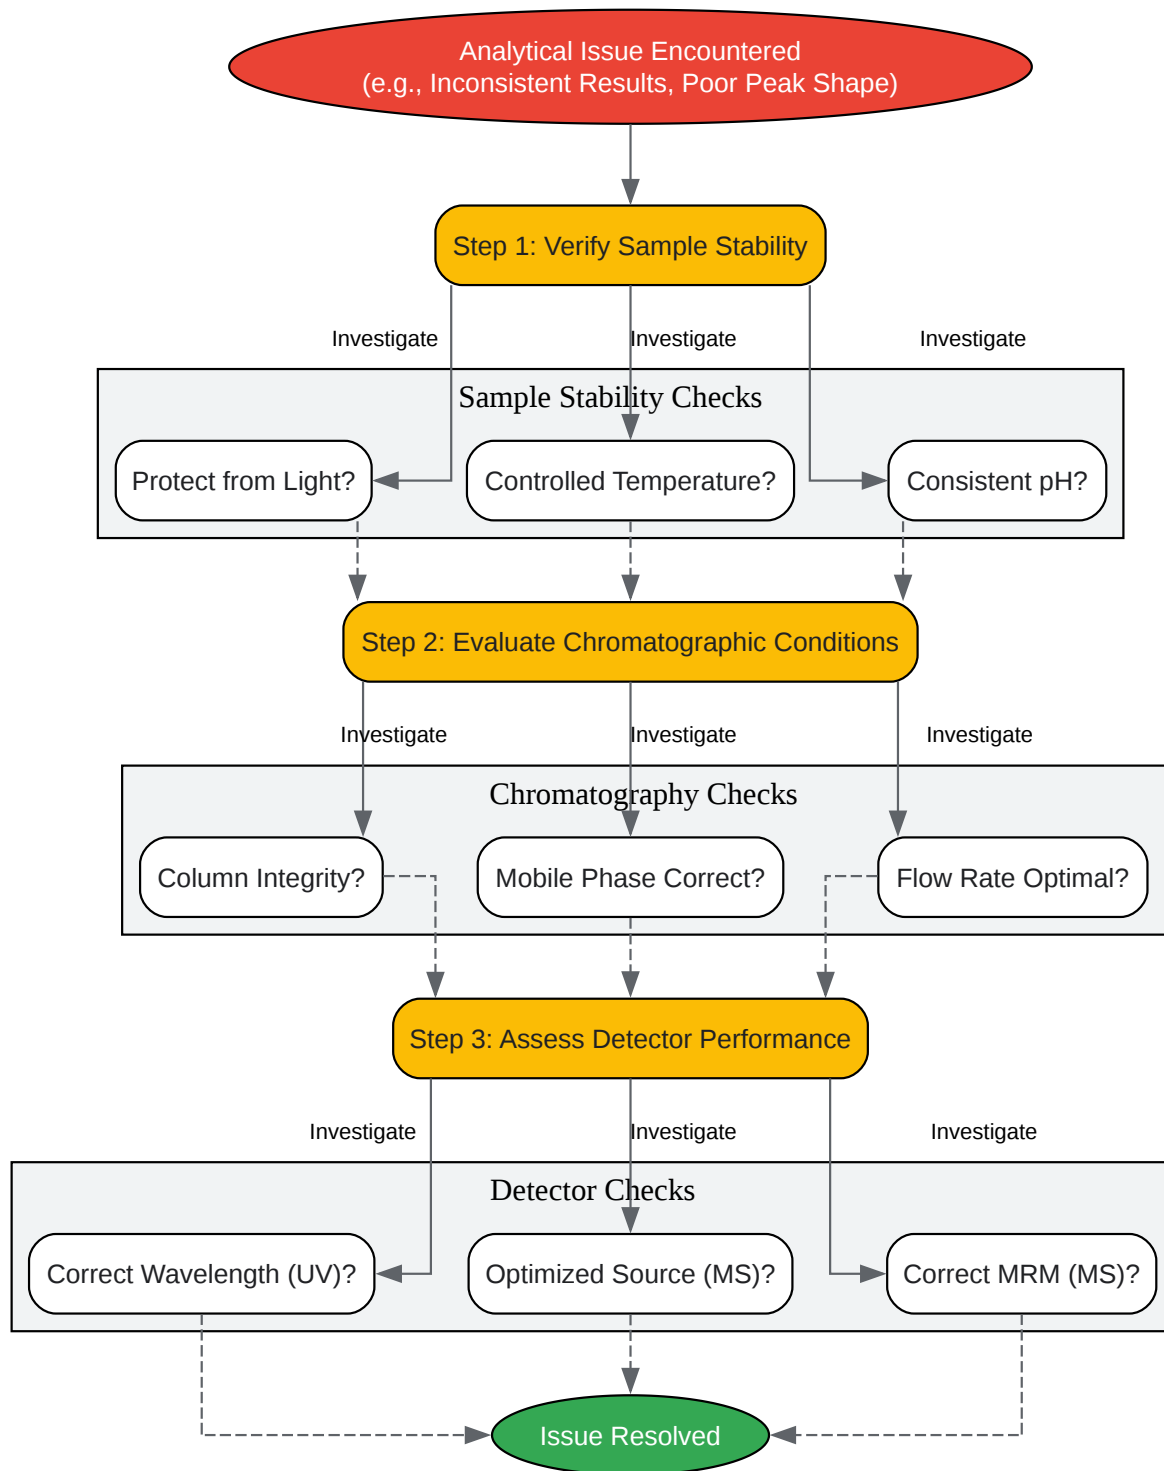 Analytical Issue Encountered
(e.g., Inconsistent Results, Poor Peak Shape)
Step 1: Verify Sample Stability
Investigate
Investigate
Investigate
Sample Stability Checks
Protect from Light?
Controlled Temperature?
Consistent pH?
Step 2: Evaluate Chromatographic Conditions
Investigate
Investigate
Investigate
Chromatography Checks
Column Integrity?
Mobile Phase Correct?
Flow Rate Optimal?
Step 3: Assess Detector Performance
Investigate
Investigate
Investigate
Detector Checks
Correct Wavelength (UV)?
Optimized Source (MS)?
Correct MRM (MS)?
Issue Resolved